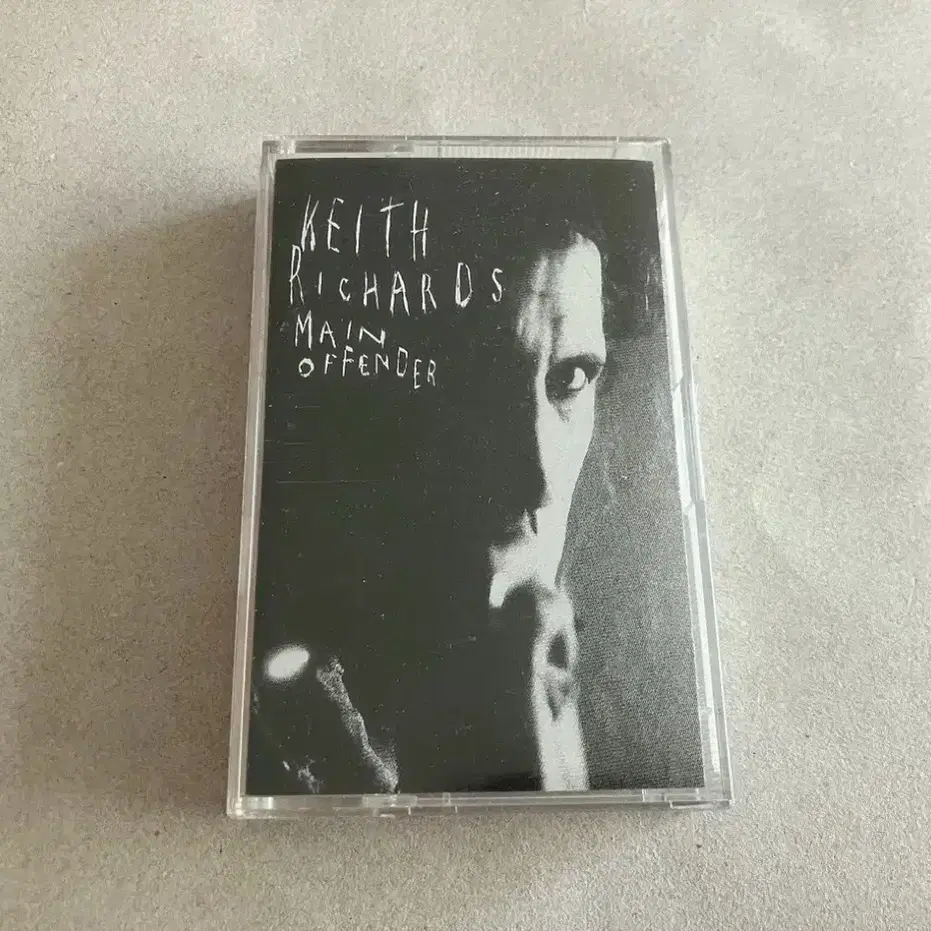 KEITH
RICHARDS
MAIN
OFFENDER